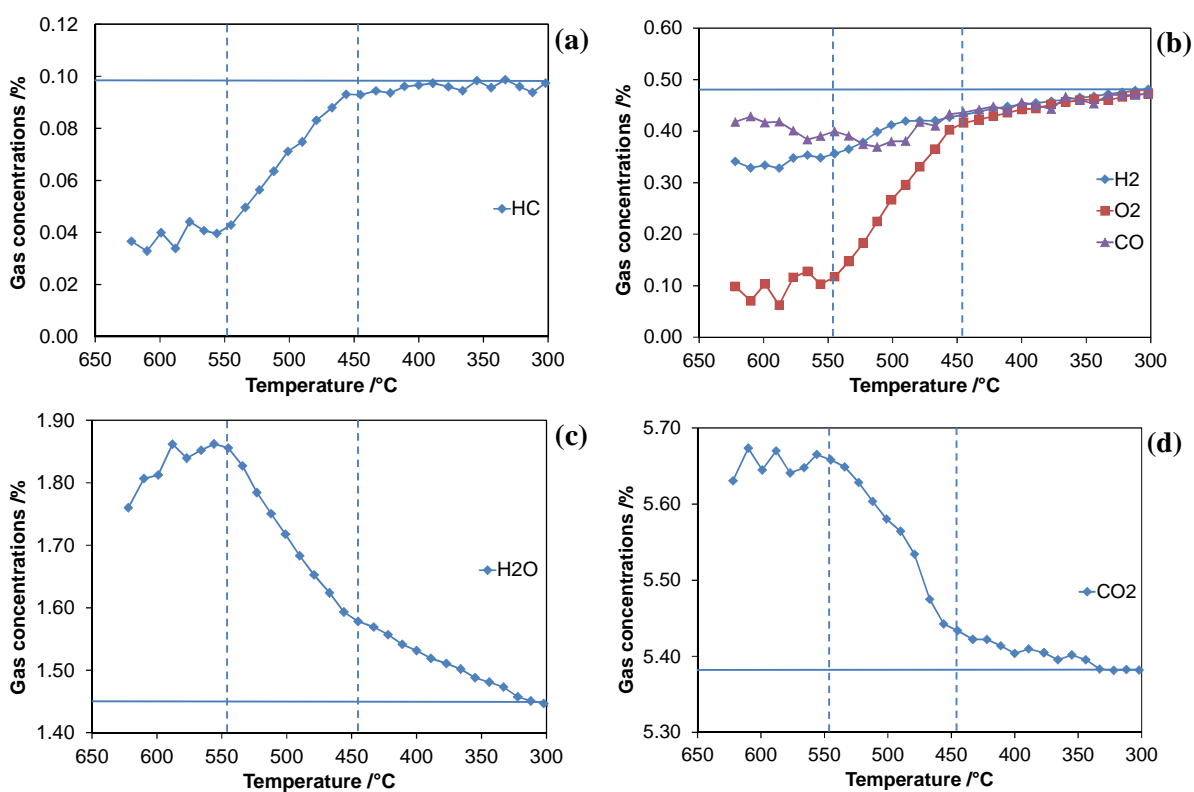 (a)
Gas concentrations /%
0.12
0.10
0.08
0.06
0.04
0.02
0.00
HC
650 600 550 500 450 400 350 300
Temperature /°C
(b)
Gas concentrations /%
0.60
0.50
0.40
0.30
0.20
0.10
0.00
H2
O2
CO
650 600 550 500 450 400 350 300
Temperature /°C
(c)
Gas concentrations /%
1.90
1.80
1.70
1.60
1.50
1.40
H2O
650 600 550 500 450 400 350 300
Temperature /°C
(d)
Gas concentrations /%
5.70
5.60
5.50
5.40
5.30
CO2
650 600 550 500 450 400 350 300
Temperature /°C